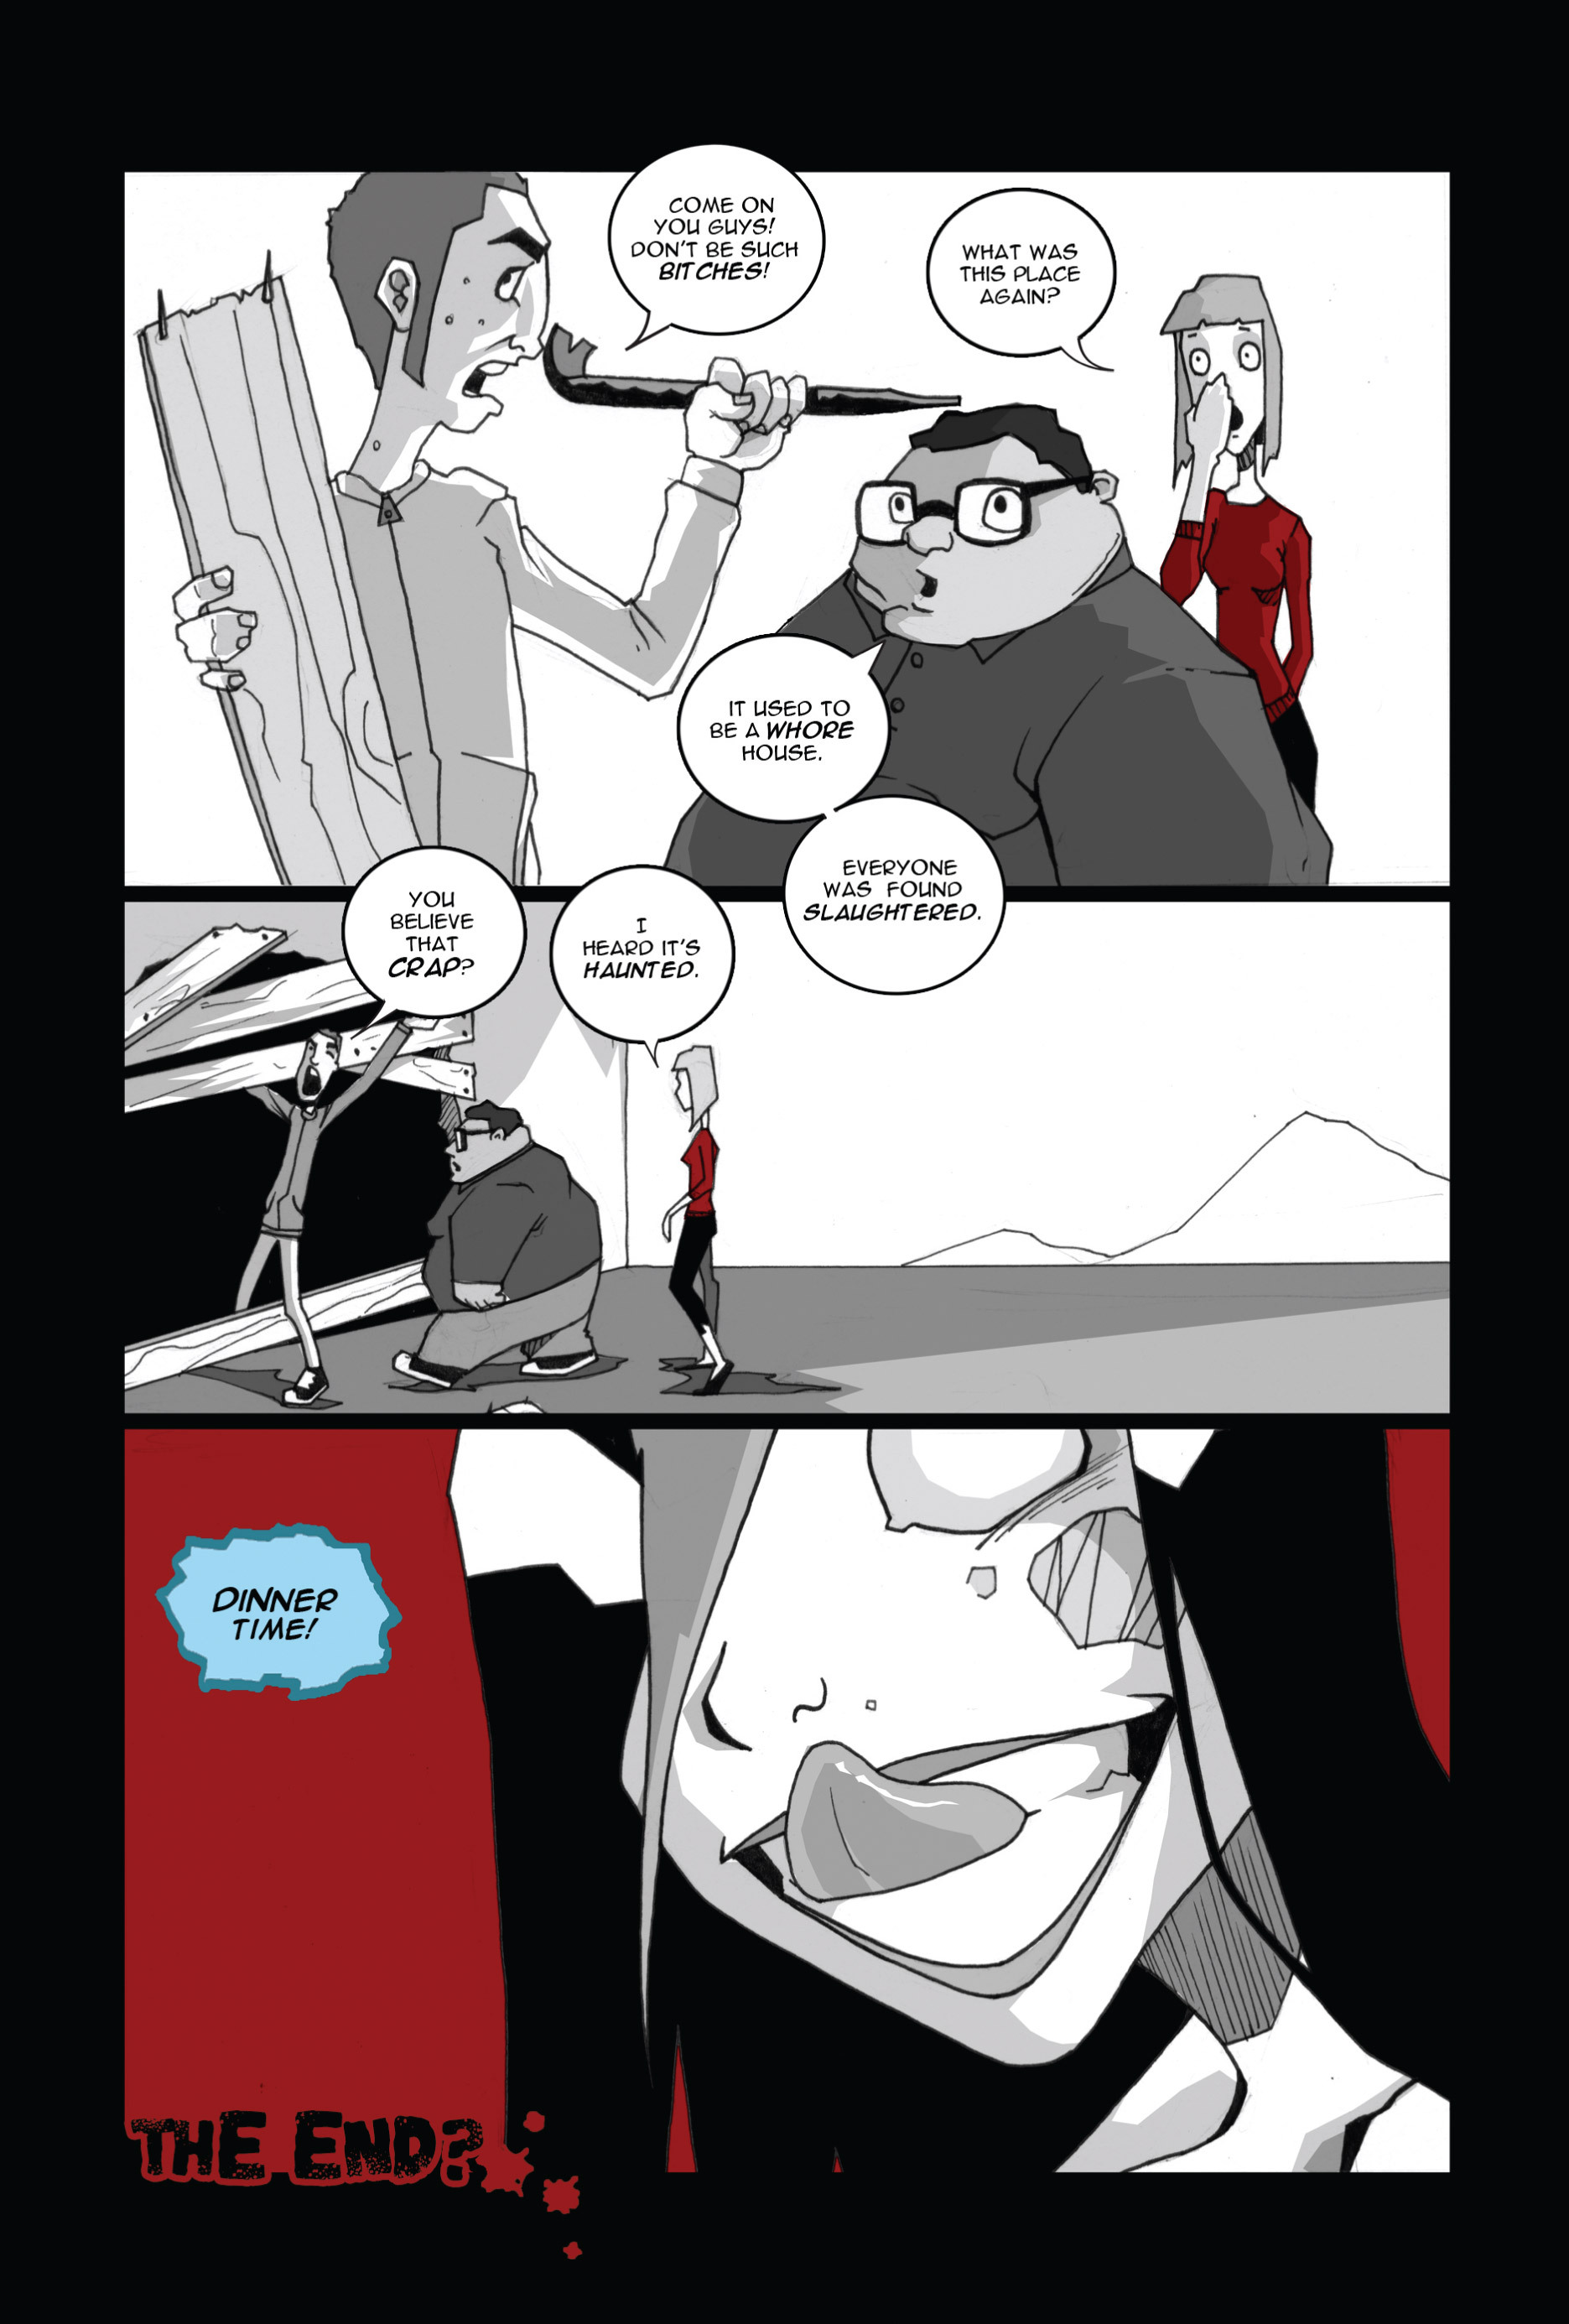 COME ON
YOU GUYS!
DON'T BE SUCH
BITCHES!
WHAT WAS
THIS PLACE
AGAIN?
IT USED TO
BE A WHORE
HOUSE.
EVERYONE
WAS FOUND
SLAUGHTERED.
I
HEARD IT'S
HAUNTED.
YOU
BELIEVE
THAT
CRAP?
DINNER
TIME!
THE END?